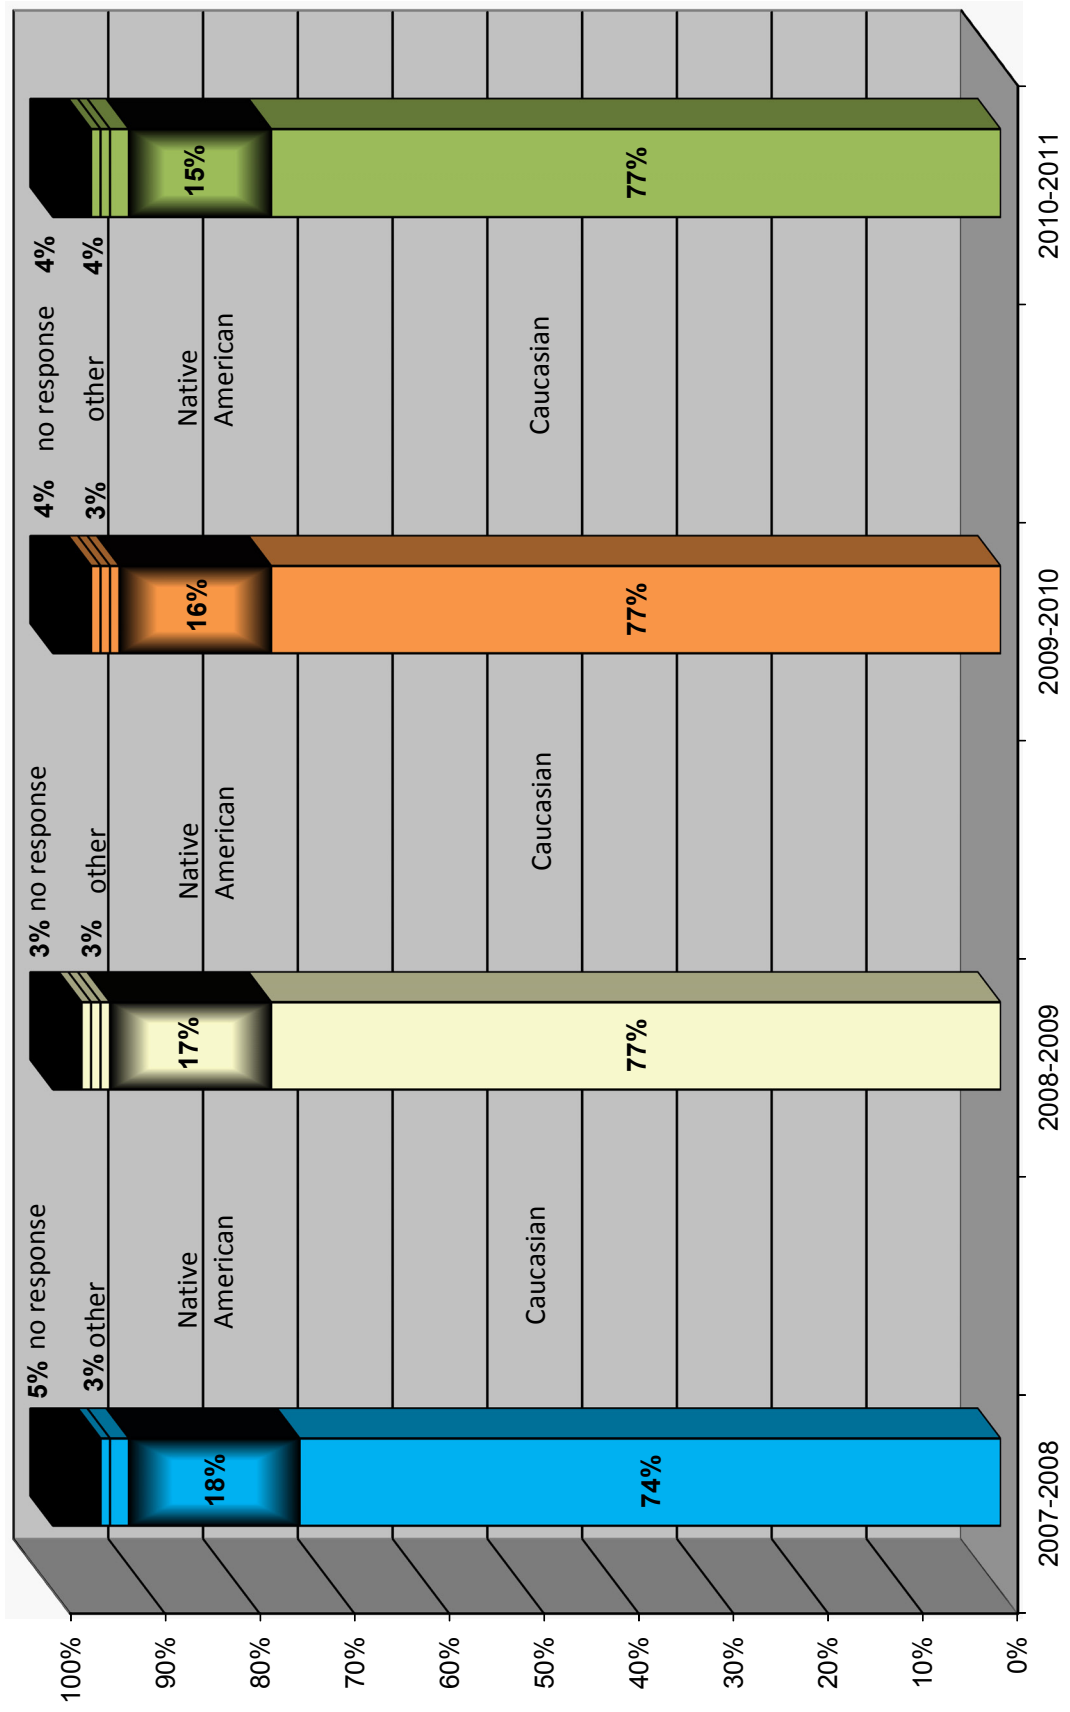 100%
90%
80%
70%
60%
50%
40%
30%
20%
10%
0%
5% no response
3% other
18%
Native
American
74%
Caucasian
2007-2008
3% no response
3% other
17%
Native
American
77%
Caucasian
2008-2009
4% no response 4%
3% other 4%
16%
Native
American
77%
Caucasian
2009-2010
15%
77%
2010-2011